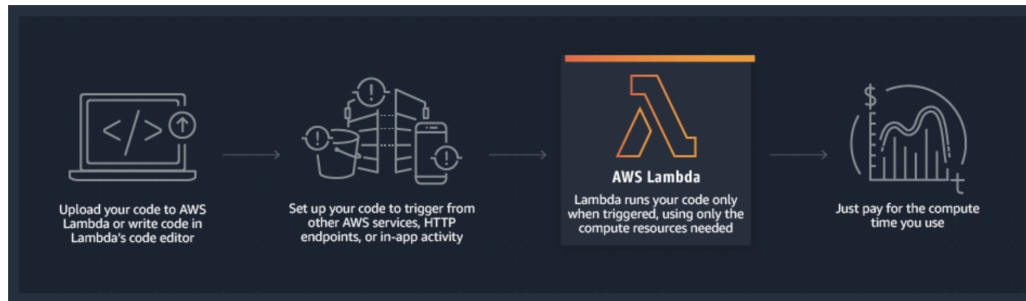 </>
Upload your code to AWS
Lambda or write code in
Lambda's code editor
Set up your code to trigger from
other AWS services, HTTP
endpoints, or in-app activity
AWS Lambda
Lambda runs your code only
when triggered, using only the
compute resources needed
$
t
Just pay for the compute
time you use